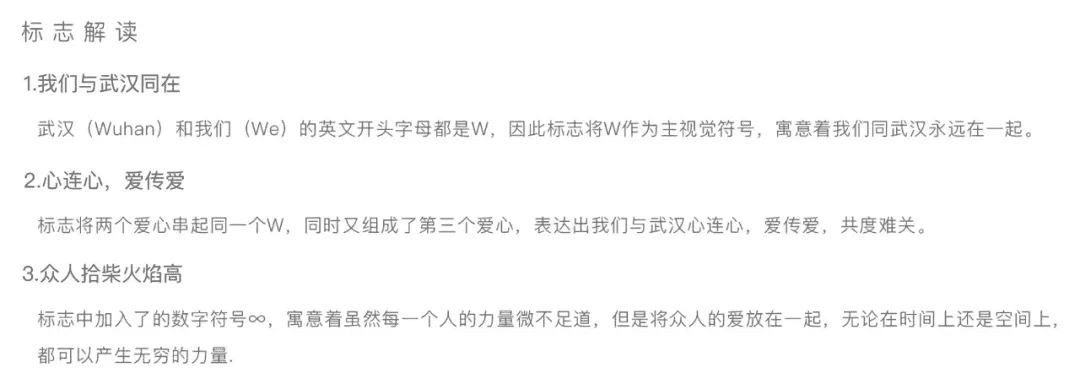 标志解读
1.我们与武汉同在
武汉（Wuhan）和我们（We）的英文开头字母都是W，因此标志将W作为主视觉符号，寓意着我们同武汉永远在一起。
2.心连心，爱传爱
标志将两个爱心串起同一个W，同时又组成了第三个爱心，表达出我们与武汉心连心，爱传爱，共度难关。
3.众人拾柴火焰高
标志中加入了的数字符号∞，寓意着虽然每一个人的力量微不足道，但是将众人的爱放在一起，无论在时间上还是空间上，
都可以产生无穷的力量.